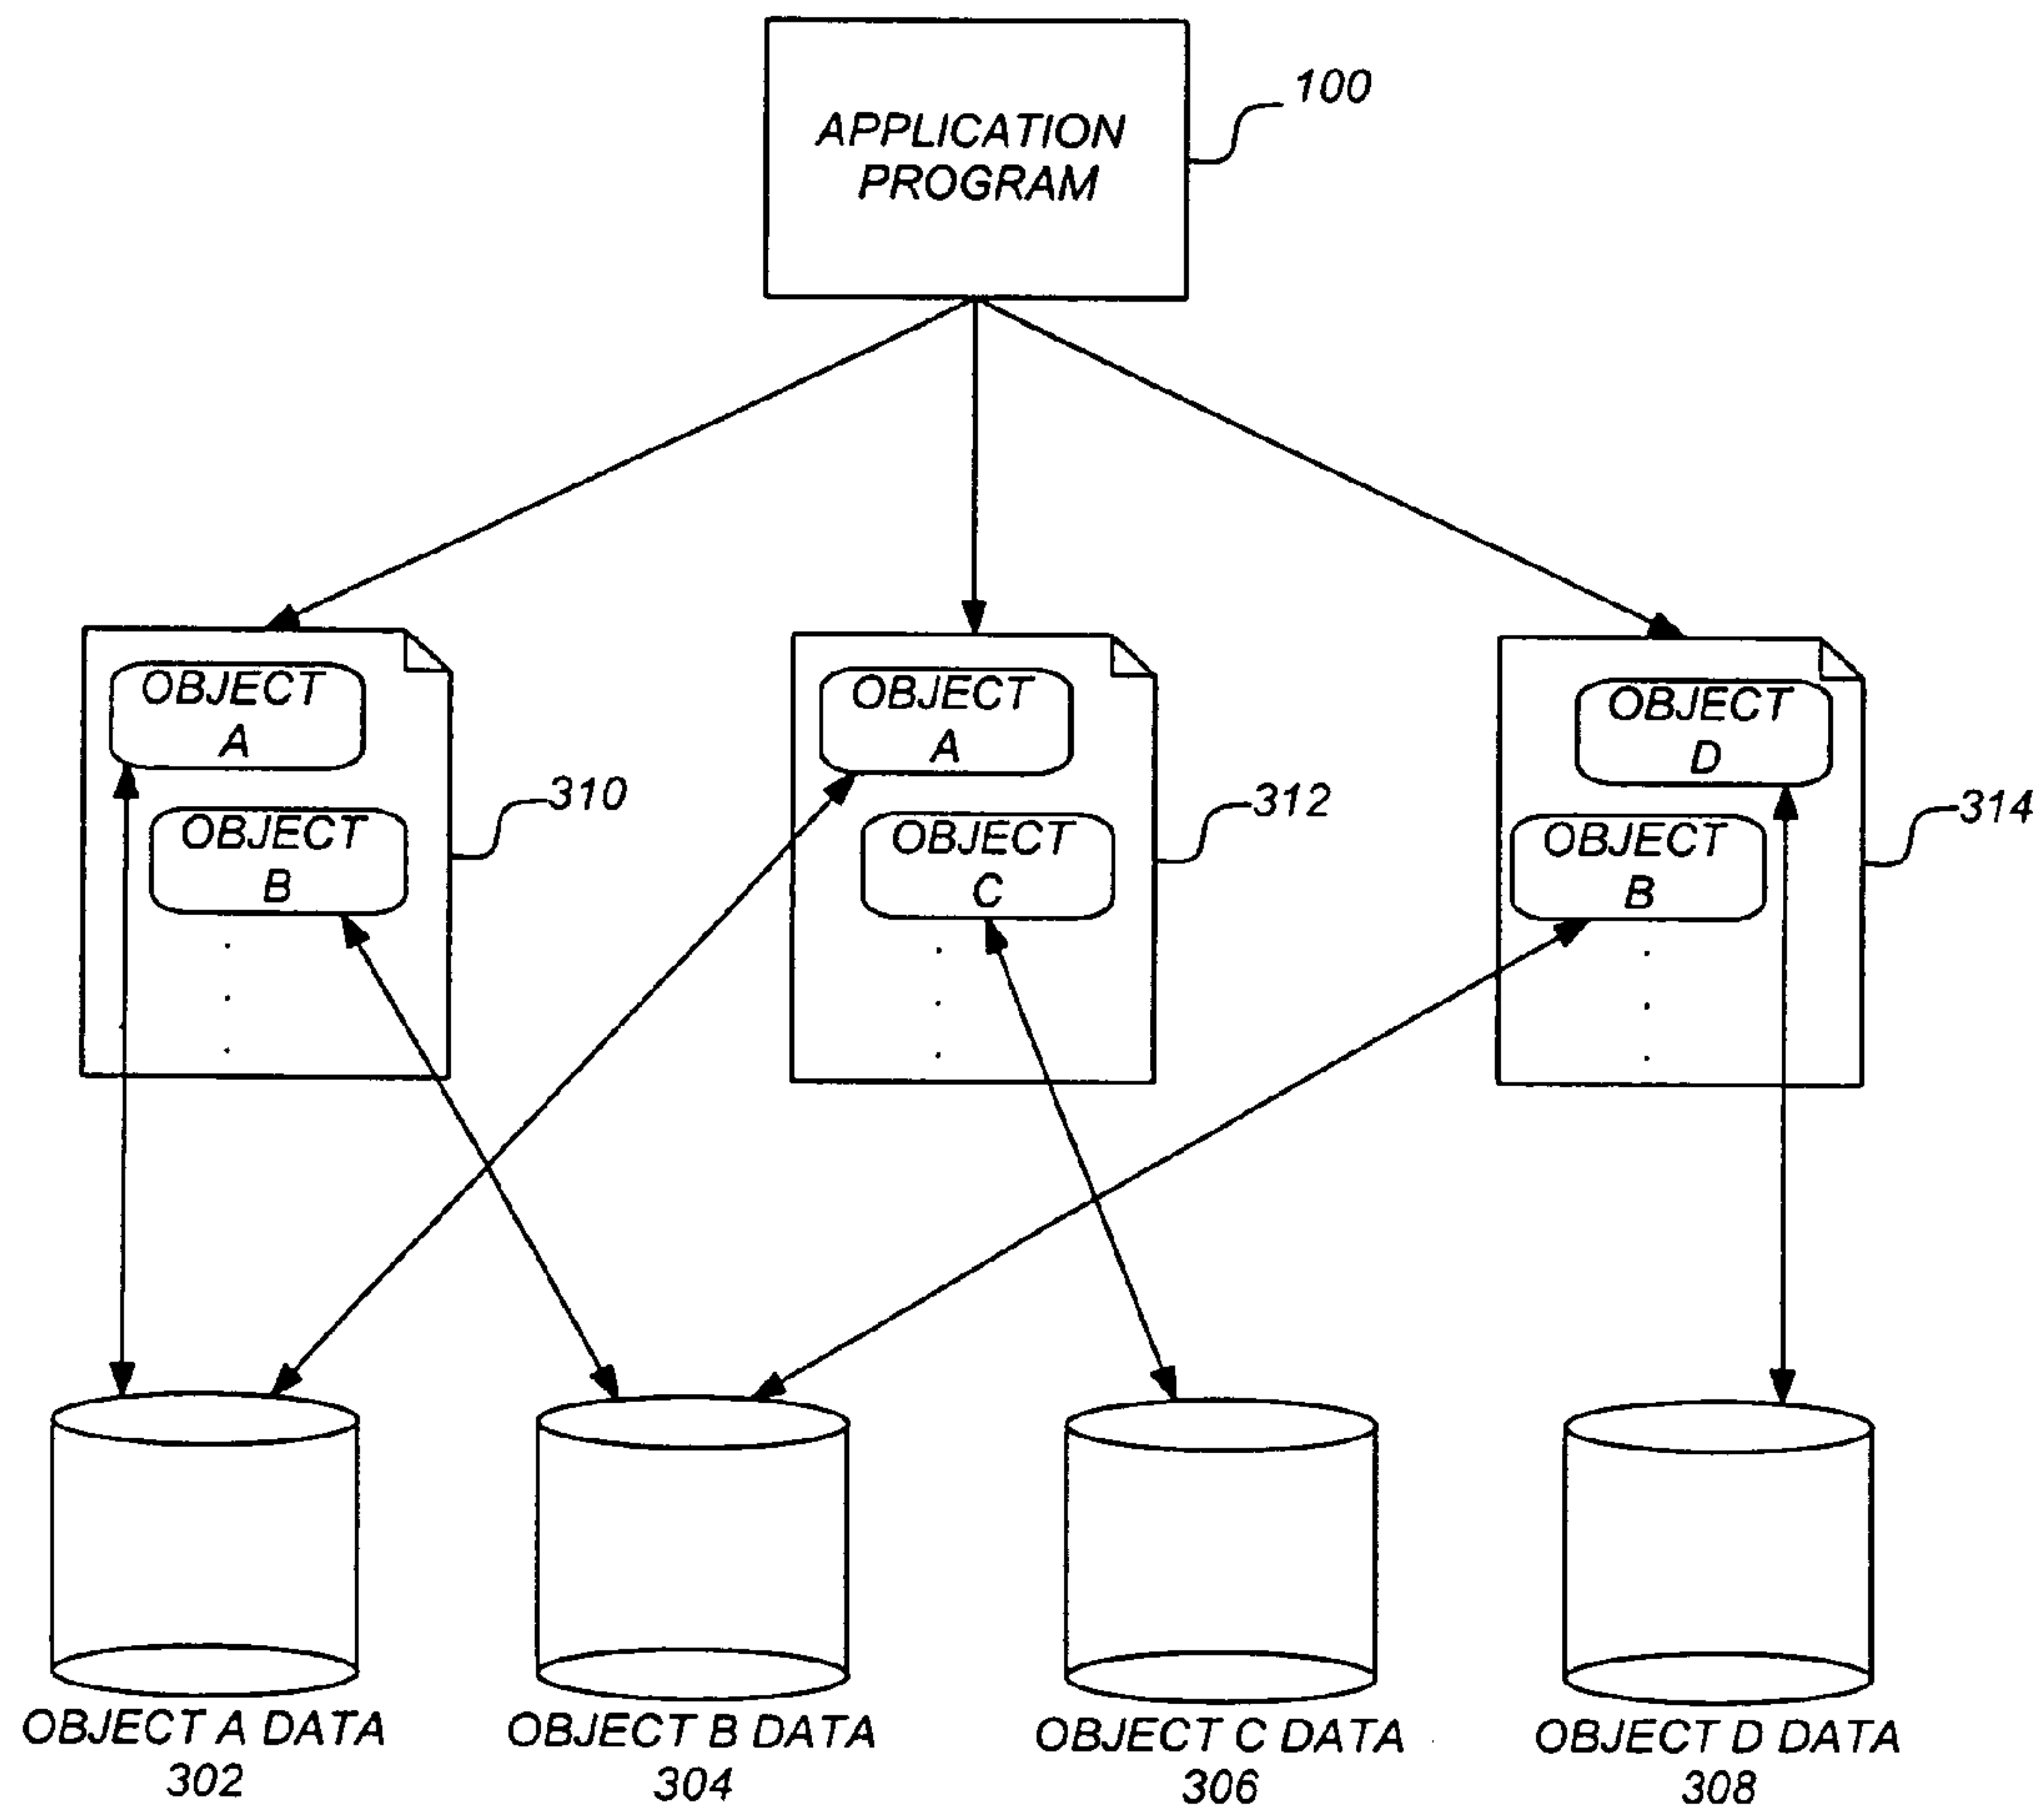 APPLICATION
PROGRAM
100
OBJECT
A
OBJECT
B
310
OBJECT
A
OBJECT
C
312
OBJECT
D
OBJECT
B
314
OBJECT A DATA
302
OBJECT B DATA
304
OBJECT C DATA
306
OBJECT D DATA
308